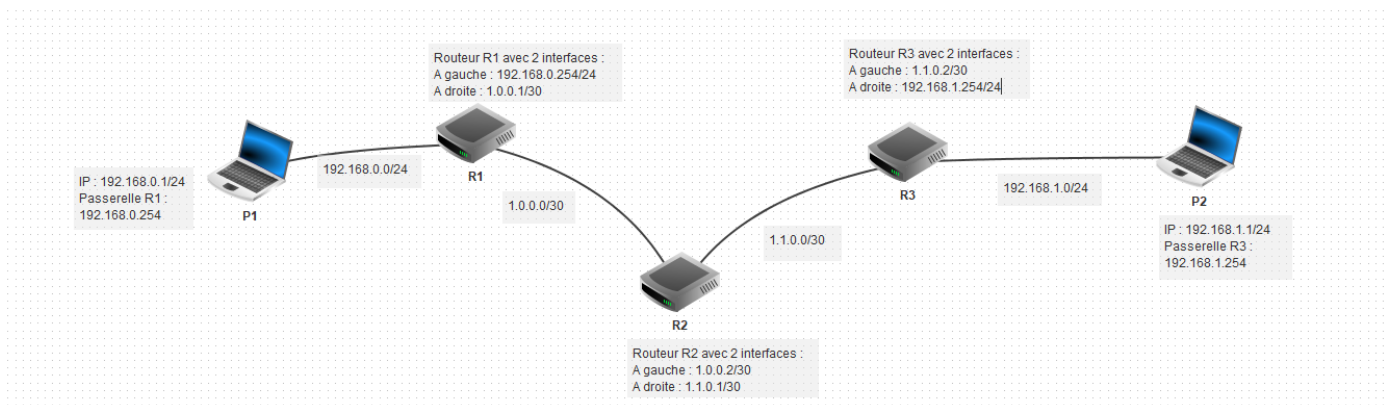 Routeur R1 avec 2 interfaces :
A gauche : 192.168.0.254/24
A droite : 1.0.0.1/30
Routeur R3 avec 2 interfaces :
A gauche : 1.1.0.2/30
A droite : 192.168.1.254/24
IP : 192.168.0.1/24
Passerelle R1 :
192.168.0.254
P1
192.168.0.0/24
R1
1.0.0.0/30
R2
1.1.0.0/30
R3
192.168.1.0/24
P2
IP : 192.168.1.1/24
Passerelle R3 :
192.168.1.254
Routeur R2 avec 2 interfaces :
A gauche : 1.0.0.2/30
A droite : 1.1.0.1/30